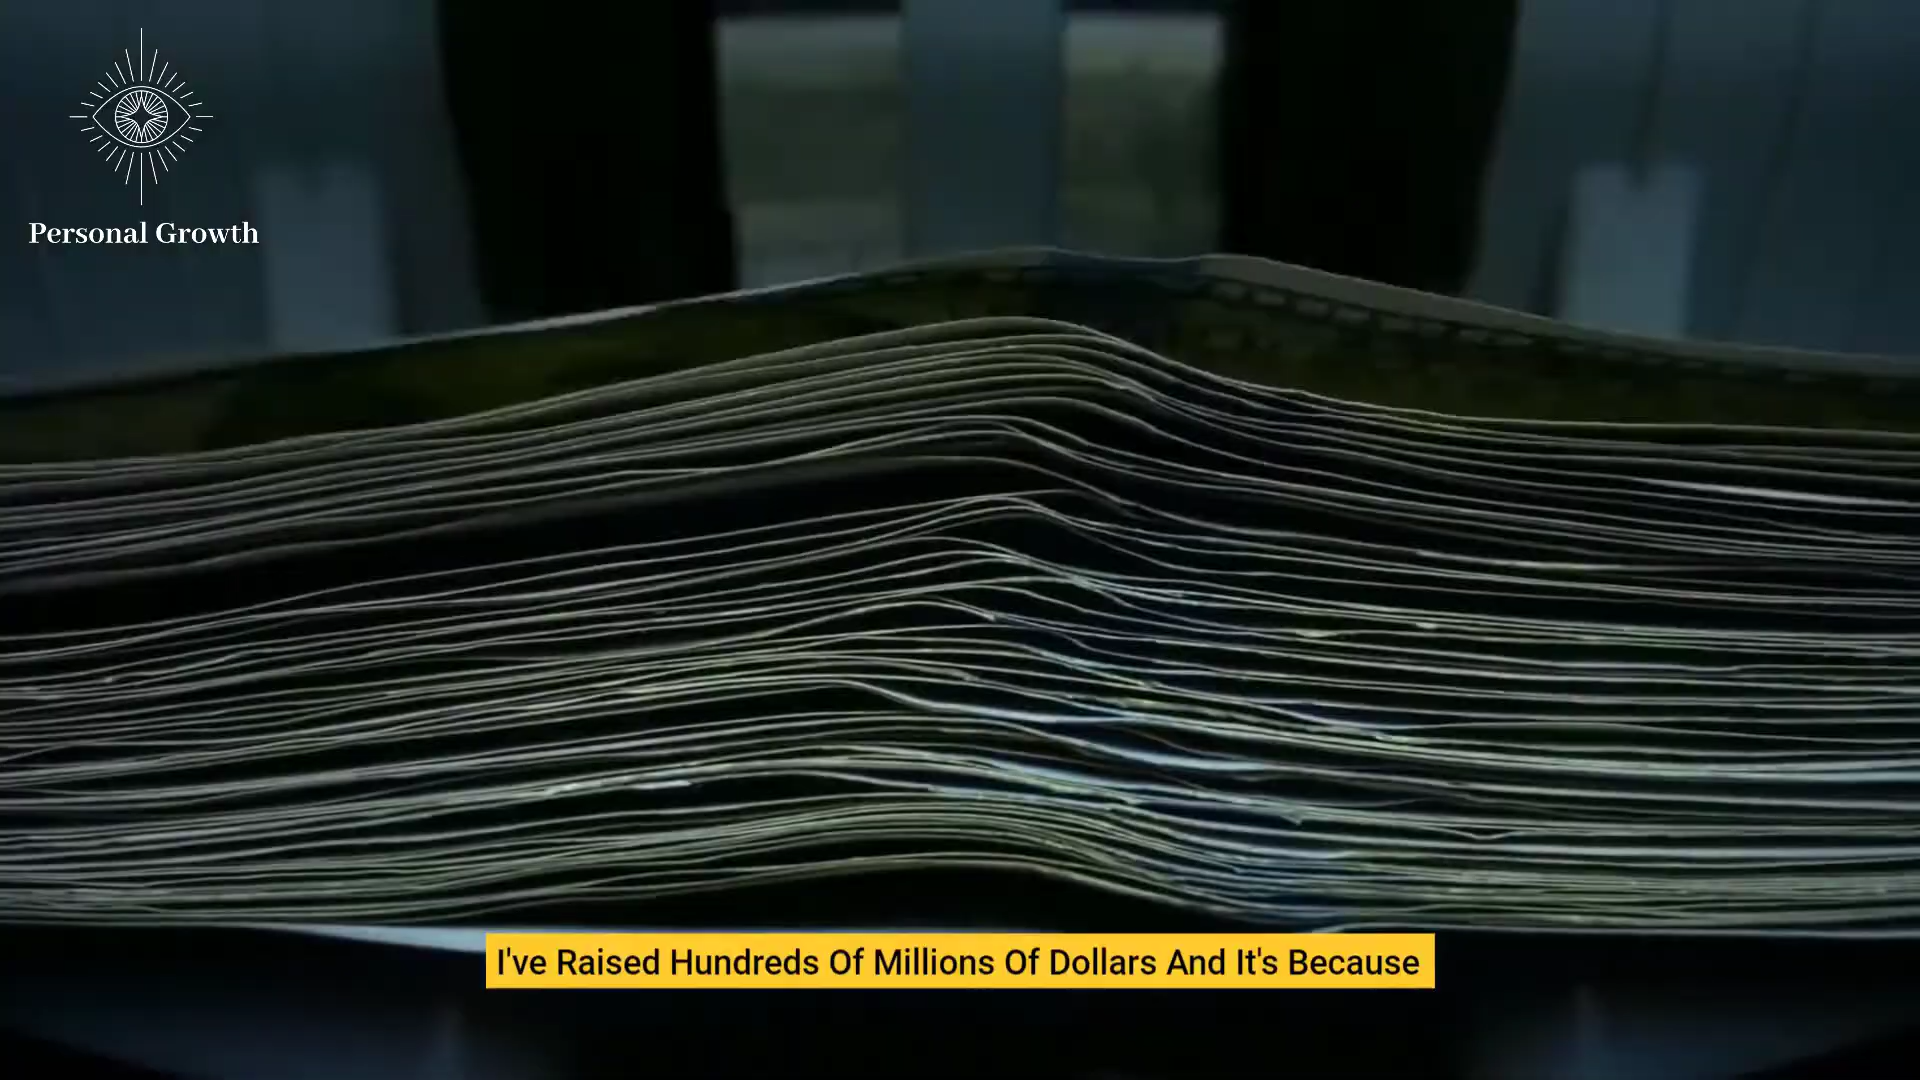 Personal Growth
I've Raised Hundreds Of Millions Of Dollars And It's Because